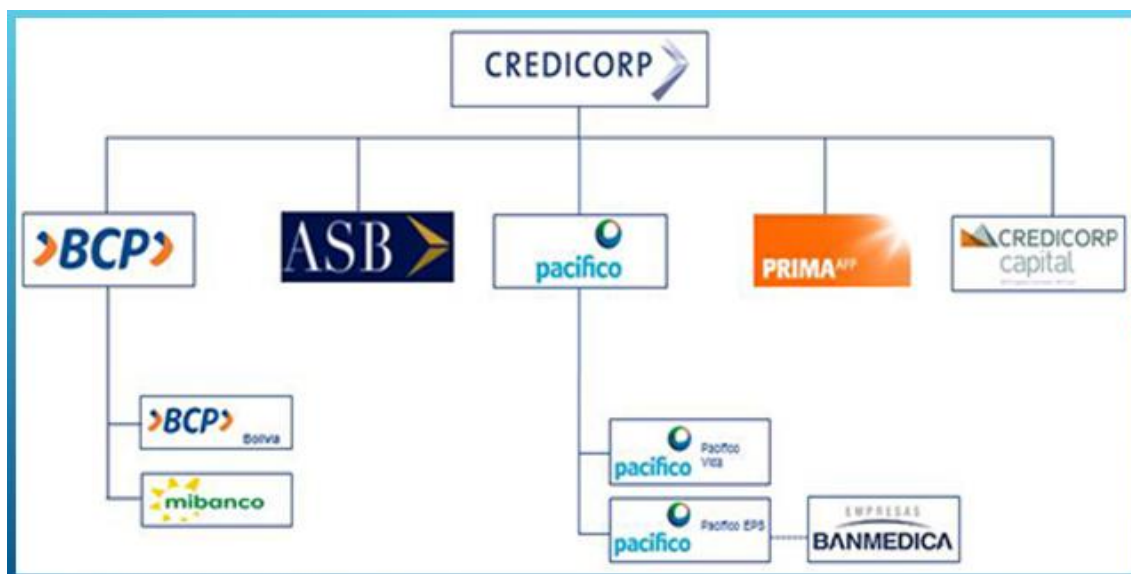 CREDICORP
BCP
ASB
pacifico
PRIMA AFP
CREDICORP
capital
BCP
Bolivia
mibanco
pacifico
Pacifico
Vida
pacifico
Pacifico EPS
EMPRESAS
BANMEDICA